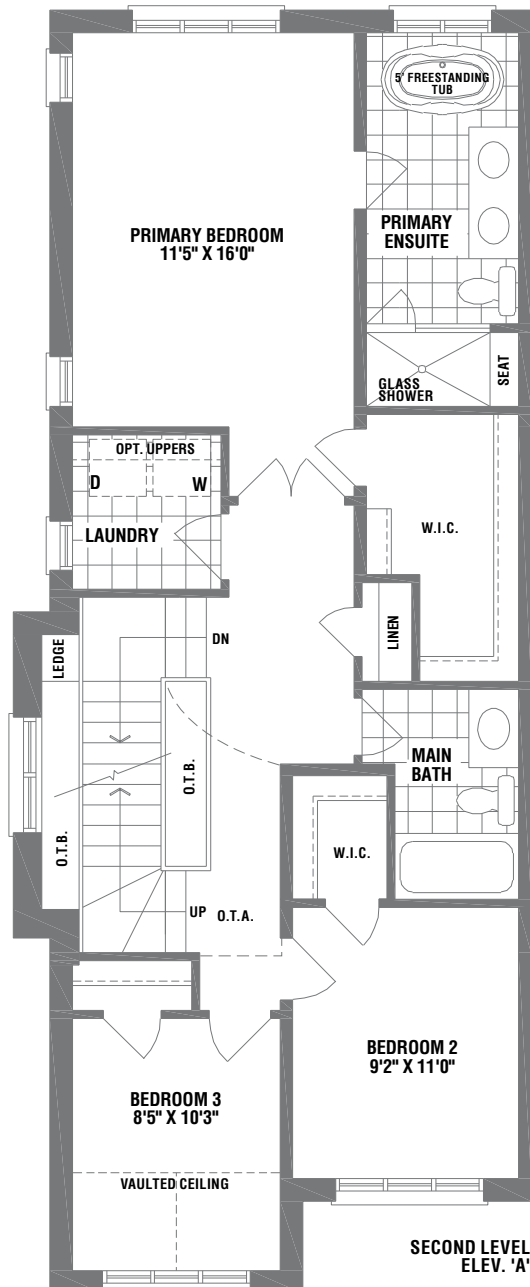 5' FREESTANDING
TUB
PRIMARY BEDROOM
11'5" X 16'0"
PRIMARY
ENSUITE
GLASS
SHOWER
SEAT
OPT. UPPERS
D
W
LAUNDRY
W.I.C.
LINEN
DN
LEDGE
O.T.B.
MAIN
BATH
O.T.B.
W.I.C.
UP
O.T.A.
BEDROOM 2
9'2" X 11'0"
BEDROOM 3
8'5" X 10'3"
VAULTED CEILING
SECOND LEVEL
ELEV. 'A'